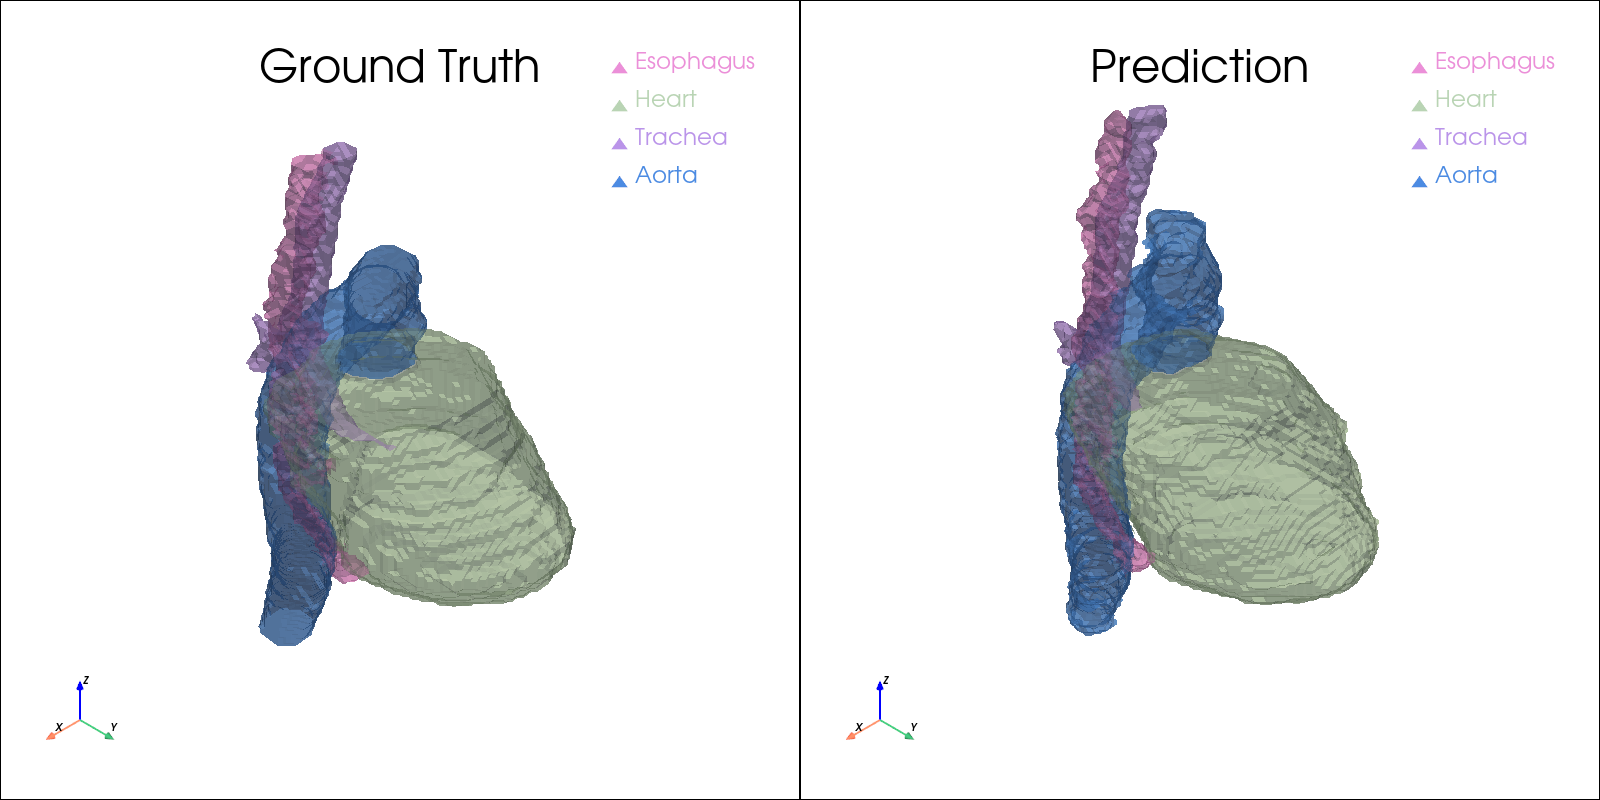 Ground Truth
Esophagus
Heart
Trachea
Aorta
Z
X
Y
Prediction
Esophagus
Heart
Trachea
Aorta
Z
X
Y